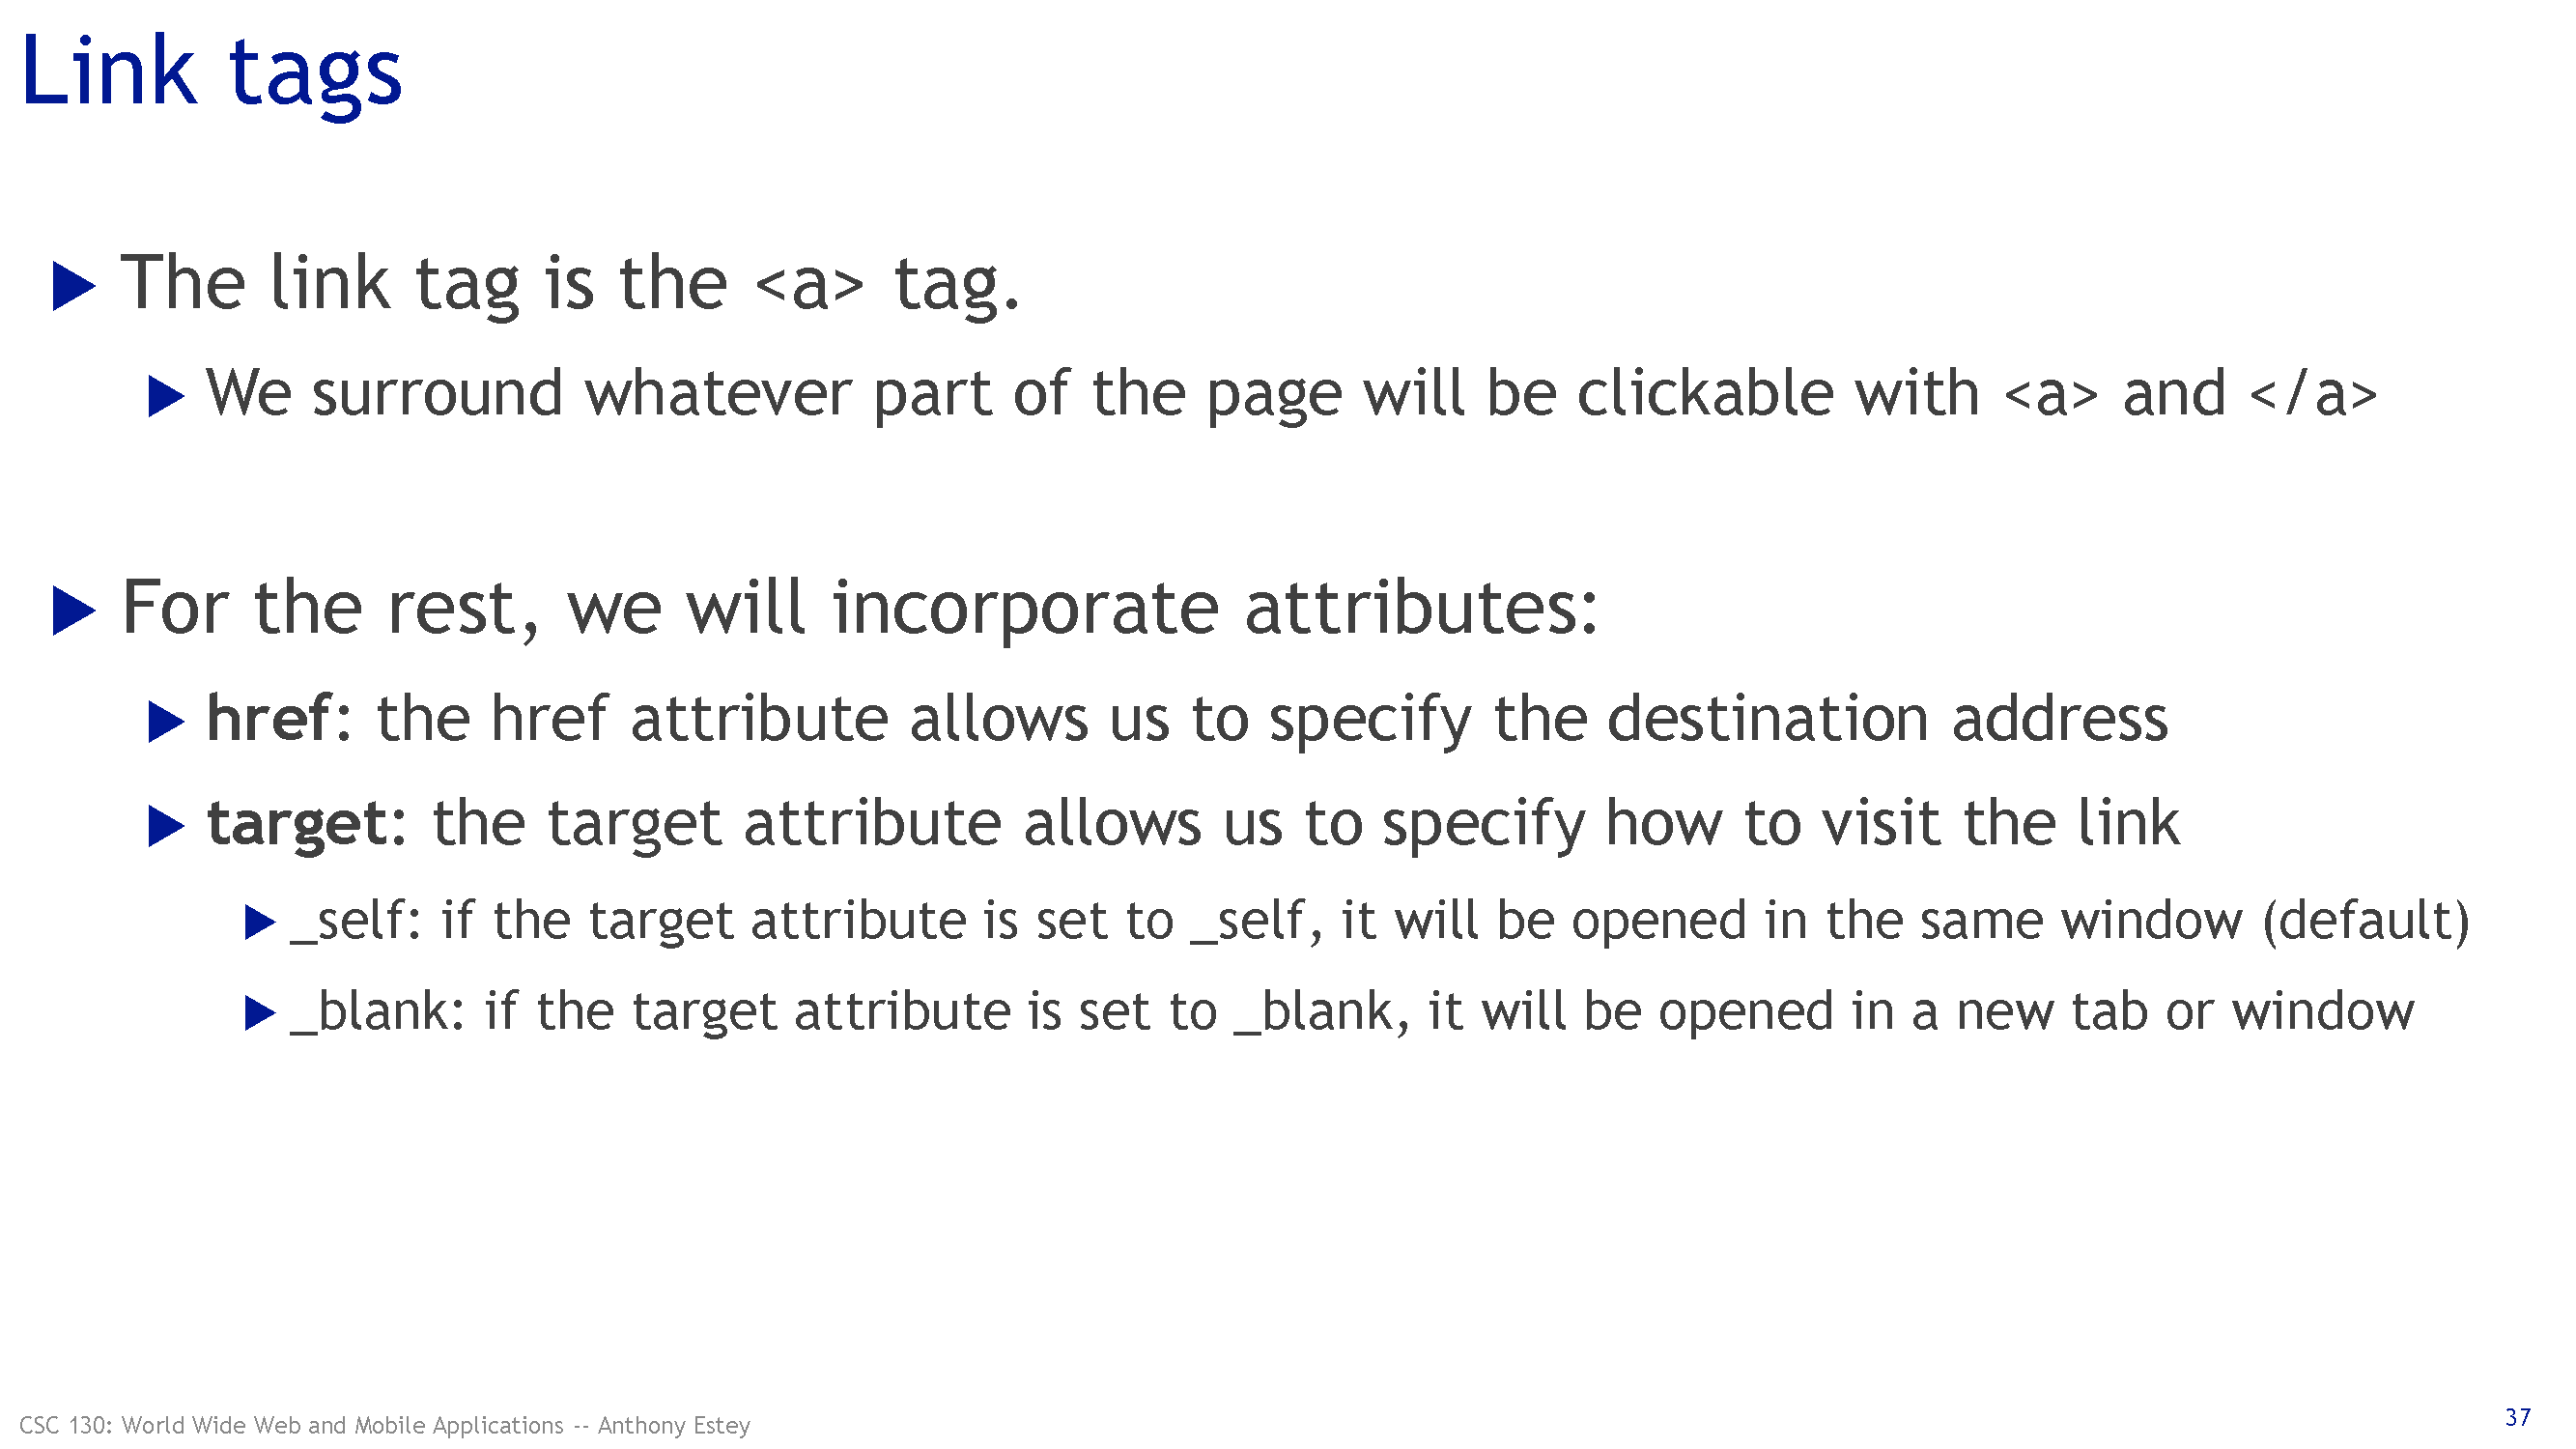 Link tags
The link tag is the <a> tag.
We surround whatever part of the page will be clickable with <a> and </a>
For the rest, we will incorporate attributes:
href: the href attribute allows us to specify the destination address
target: the target attribute allows us to specify how to visit the link
_self: if the target attribute is set to _self, it will be opened in the same window (default)
_blank: if the target attribute is set to _blank, it will be opened in a new tab or window
CSC 130: World Wide Web and Mobile Applications -- Anthony Estey
37